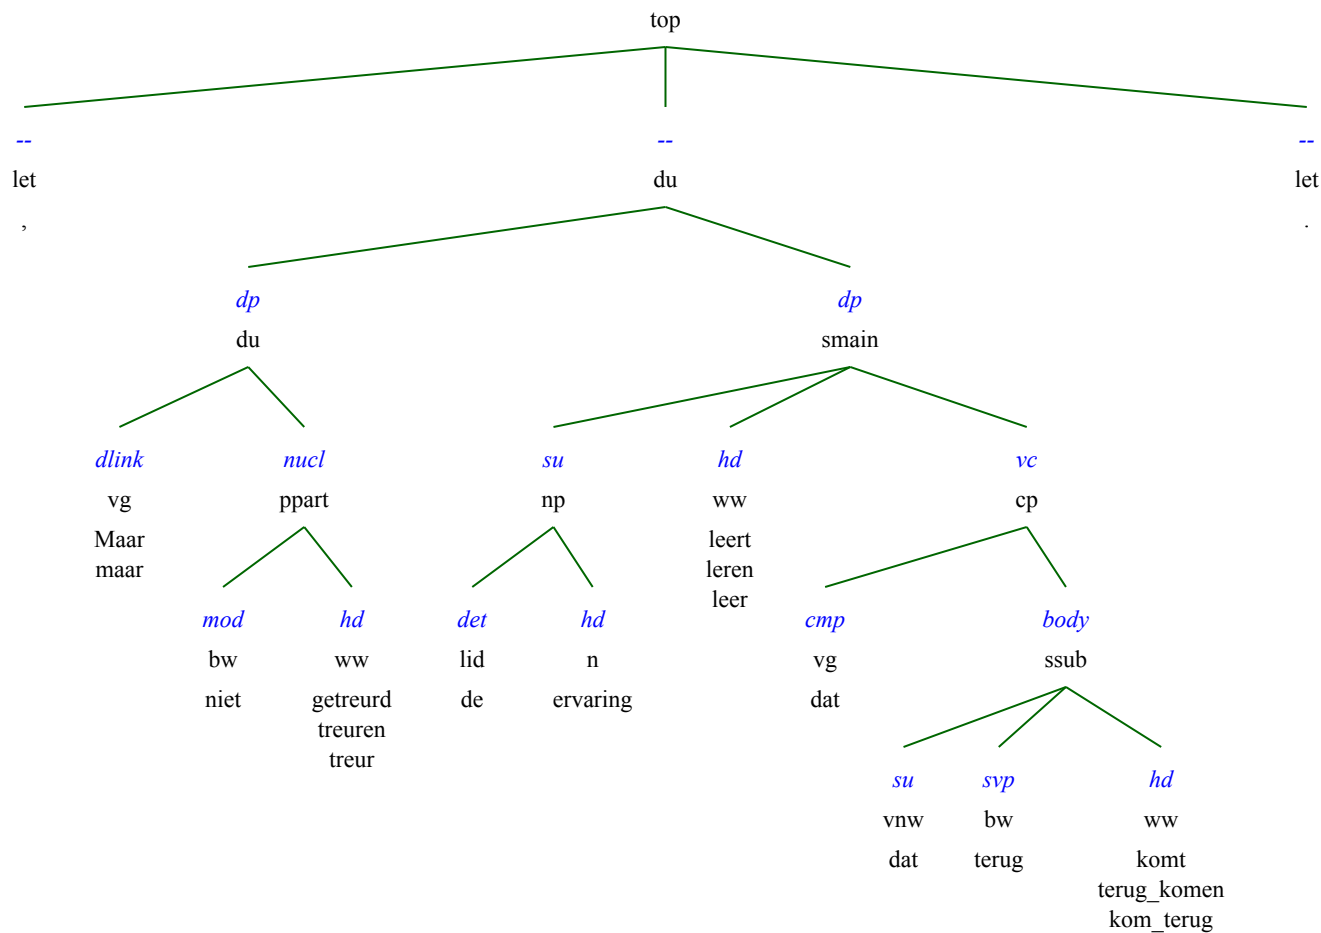 top
-- -- --
let du let
, .
dp dp
du smain
dlink nucl su hd vc
vg ppart np ww cp
Maar leert
maar leren
leer
mod hd det hd cmp body
bw ww lid n vg ssub
niet getreurd de ervaring dat
treuren
treur
su svp hd
vnw bw ww
dat terug komt
terug_komen
kom_terug